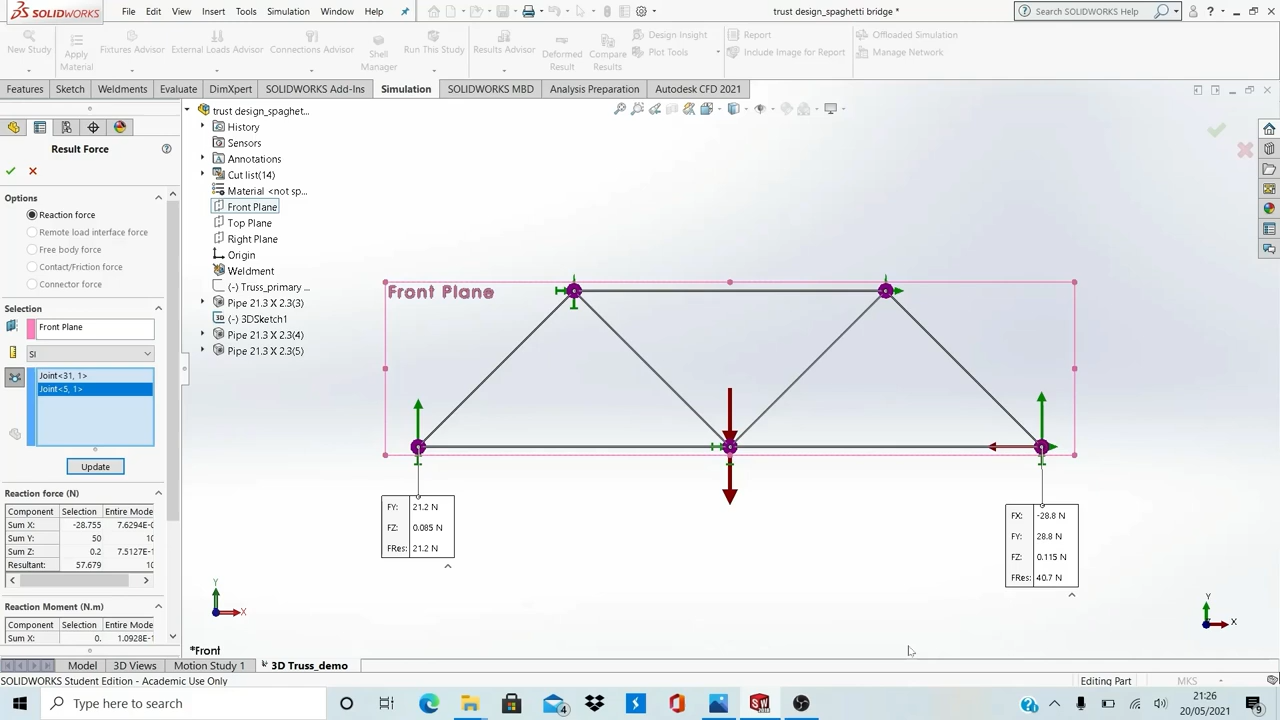 SOLIDWORKS File Edit View Insert Tools Simulation Window Help trust design_spaghetti bridge * Search SOLIDWORKS Help
New Study Apply Material Fixtures Advisor External Loads Advisor Connections Advisor Shell Manager Run This Study Results Advisor Deformed Result Compare Results Design Insight Plot Tools Report Include Image for Report Offloaded Simulation Manage Network
Features Sketch Weldments Evaluate DimXpert SOLIDWORKS Add-Ins Simulation SOLIDWORKS MBD Analysis Preparation Autodesk CFD 2021
Result Force
Options
Reaction force
Remote load interface force
Free body force
Contact/Friction force
Connector force
Selection
Front Plane
SI
Joint<31, 1>
Joint<5, 1>
Update
Reaction force (N)
Component Selection Entire Mode
Sum X: -28.755 7.6294E-0
Sum Y: 50 10
Sum Z: 0.2 7.5127E-
Resultant: 57.679 10
Reaction Moment (N.m)
Component Selection Entire Mode
Sum X: 0. 1.0928E-1
trust design_spaghet...
History
Sensors
Annotations
Cut list(14)
Material <not sp...
Front Plane
Top Plane
Right Plane
Origin
Weldment
(-) Truss_primary ...
Pipe 21.3 X 2.3(3)
(-) 3DSketch1
Pipe 21.3 X 2.3(4)
Pipe 21.3 X 2.3(5)
Front Plane
FY: 21.2 N
FZ: 0.085 N
FRes: 21.2 N
FX: -28.8 N
FY: 28.8 N
FZ: 0.115 N
FRes: 40.7 N
Y
X
Y
X
*Front
Model 3D Views Motion Study 1 3D Truss_demo
SOLIDWORKS Student Edition - Academic Use Only Editing Part MKS
Type here to search 4 21:26
20/05/2021 9